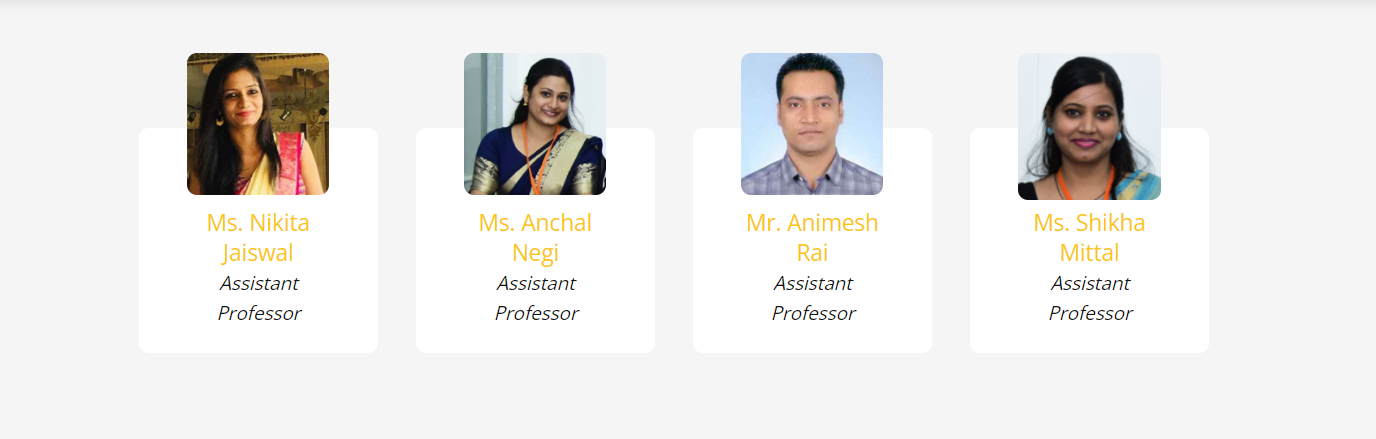 Ms. Nikita
Jaiswal
Assistant
Professor
Ms. Anchal
Negi
Assistant
Professor
Mr. Animesh
Rai
Assistant
Professor
Ms. Shikha
Mittal
Assistant
Professor